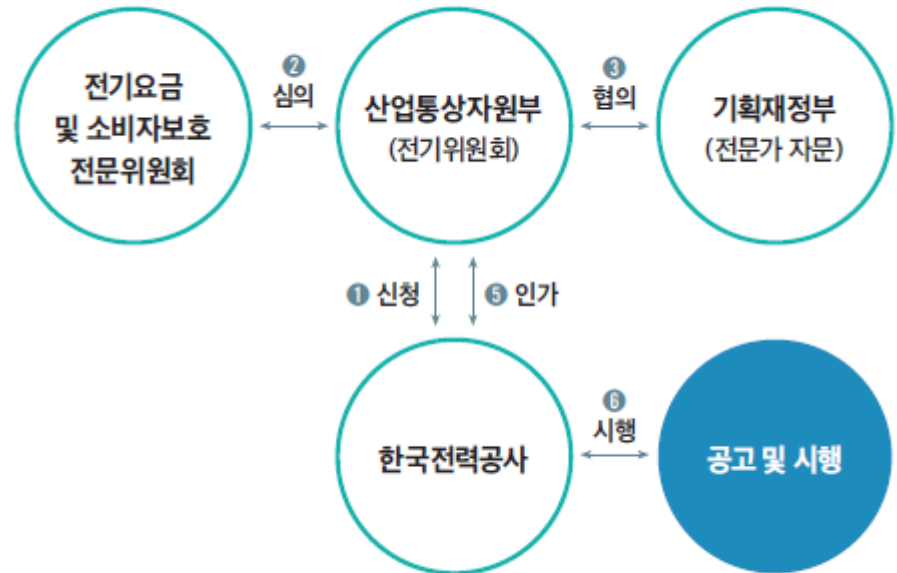 전기요금
및 소비자보호
전문위원회
❷
심의
산업통상자원부
(전기위원회)
❸
협의
기획재정부
(전문가 자문)
❶ 신청
❺ 인가
한국전력공사
❻
시행
공고 및 시행